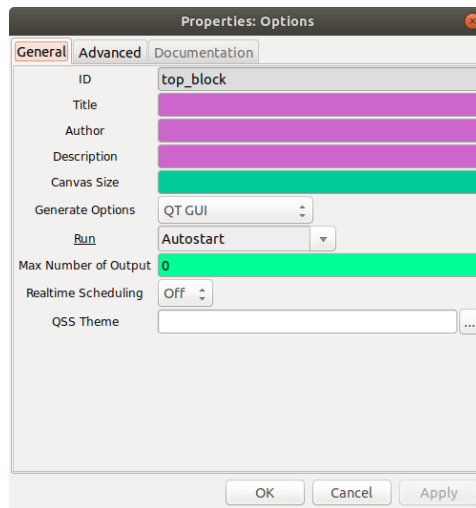 Properties: Options
General Advanced Documentation
ID top_block
Title
Author
Description
Canvas Size
Generate Options QT GUI
Run Autostart
Max Number of Output 0
Realtime Scheduling Off
QSS Theme ...
OK Cancel Apply